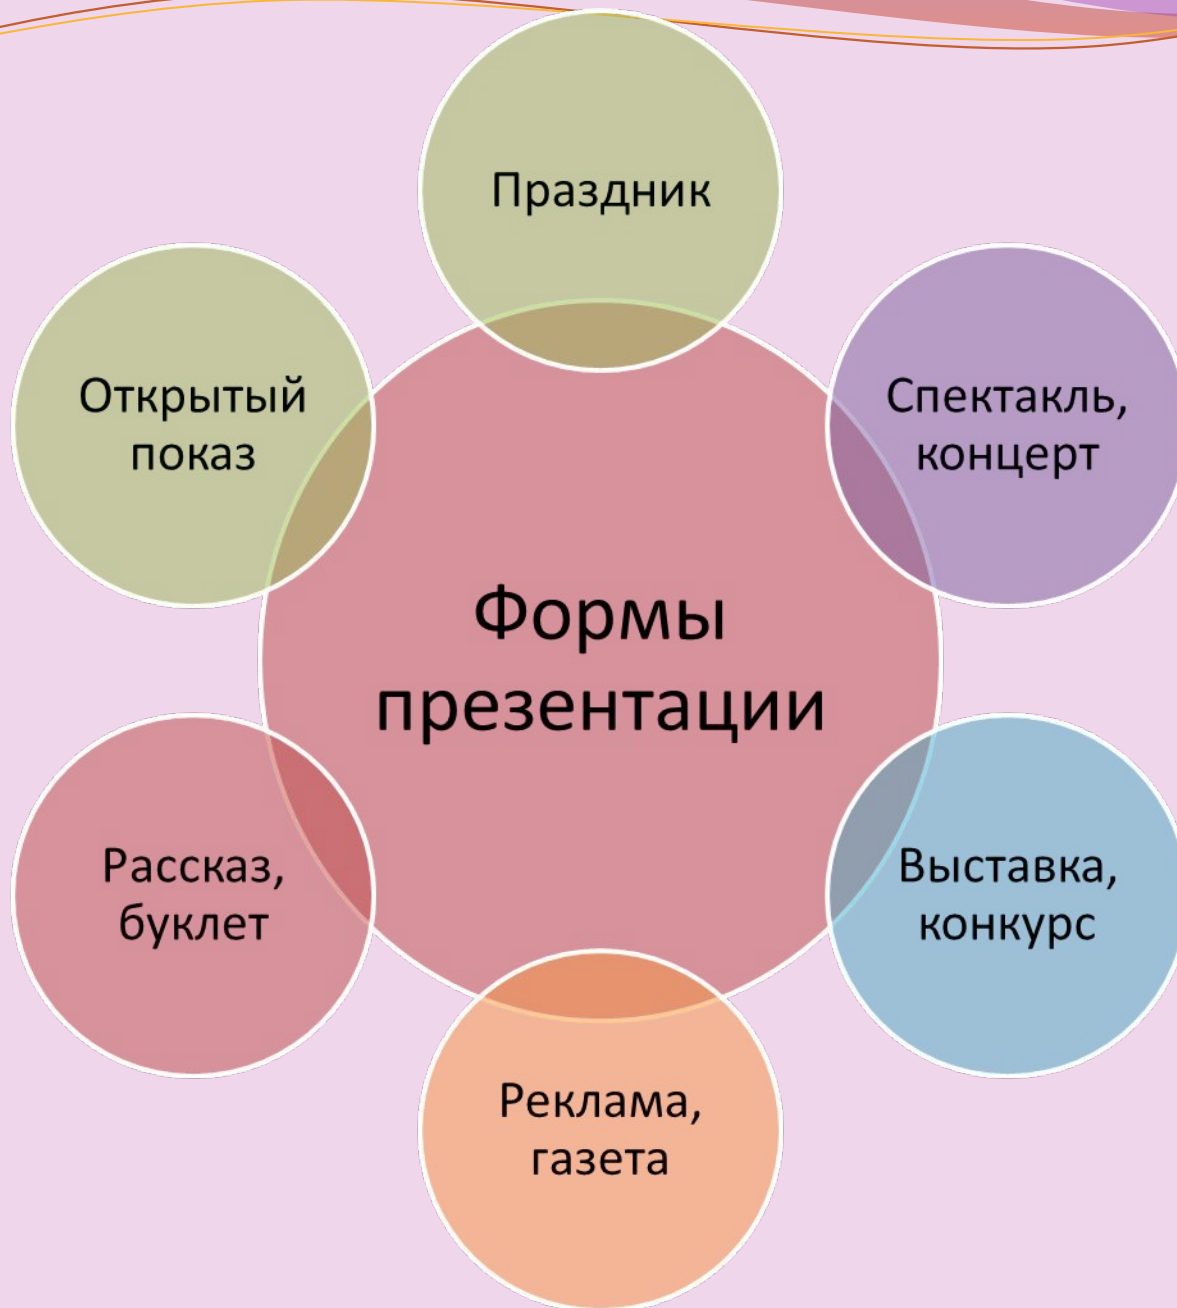 Праздник
Открытый
показ
Спектакль,
концерт
Формы
презентации
Рассказ,
буклет
Выставка,
конкурс
Реклама,
газета